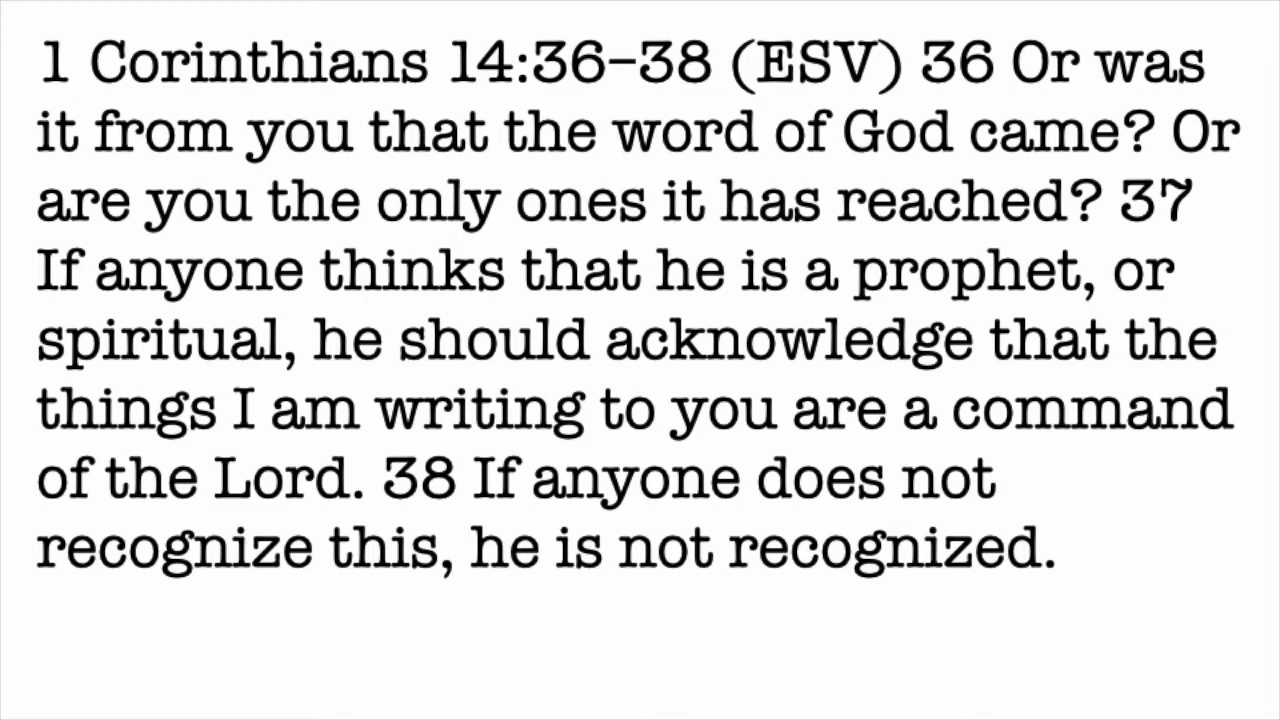 1 Corinthians 14:36–38 (ESV) 36 Or was
it from you that the word of God came? Or
are you the only ones it has reached? 37
If anyone thinks that he is a prophet, or
spiritual, he should acknowledge that the
things I am writing to you are a command
of the Lord. 38 If anyone does not
recognize this, he is not recognized.